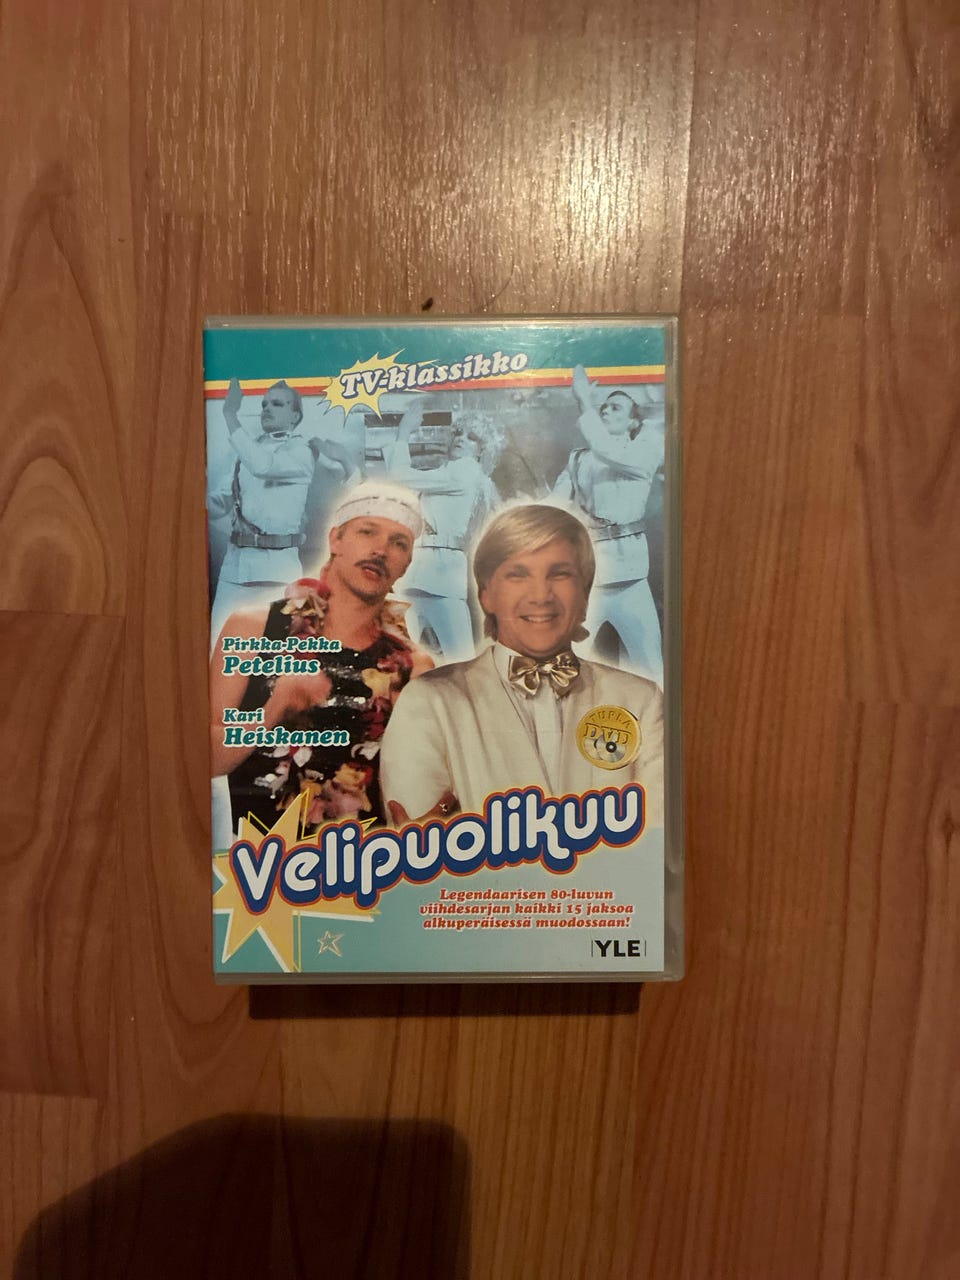 TV-klassikko
Pirkka-Pekka
Petelius
Kari
Heiskanen
TUPLA
DVD
Velipuolikuu
Legendaarisen 80-luvun
viihdesarjan kaikki 15 jaksoa
alkuperäisessä muodossaan!
YLE